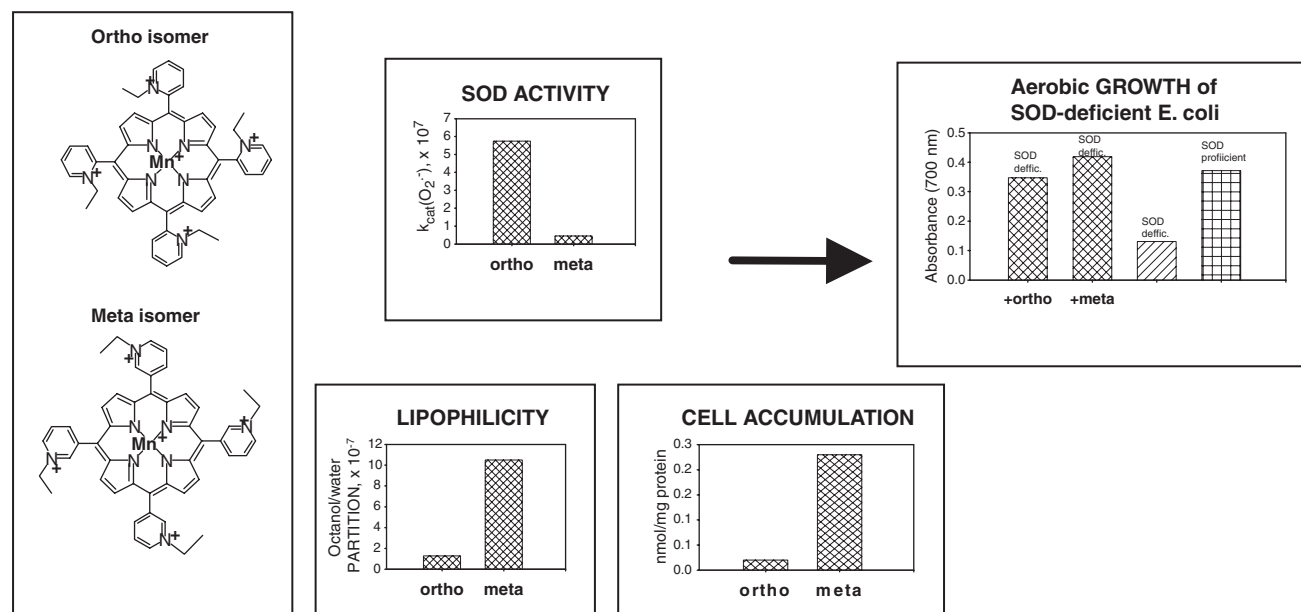 Ortho isomer
N
+
N
+
N
N
Mn+
N
N
N
+
N
+
Meta isomer
N
+
N
+
N
N
Mn+
N
N
N
+
N
+
SOD ACTIVITY
kcat(O2-), x 10^7
7
6
5
4
3
2
1
0
ortho meta
LIPOPHILICITY
Octanol/water
PARTITION, x 10^-7
12
10
8
6
4
2
0
ortho meta
CELL ACCUMULATION
nmol/mg protein
0.3
0.2
0.2
0.1
0.1
0.0
ortho meta
Aerobic GROWTH of
SOD-deficient E. coli
Absorbance (700 nm)
0.5
0.4
0.3
0.2
0.1
0.0
SOD
deffic.
SOD
deffic.
SOD
deffic.
SOD
profiicient
+ortho +meta